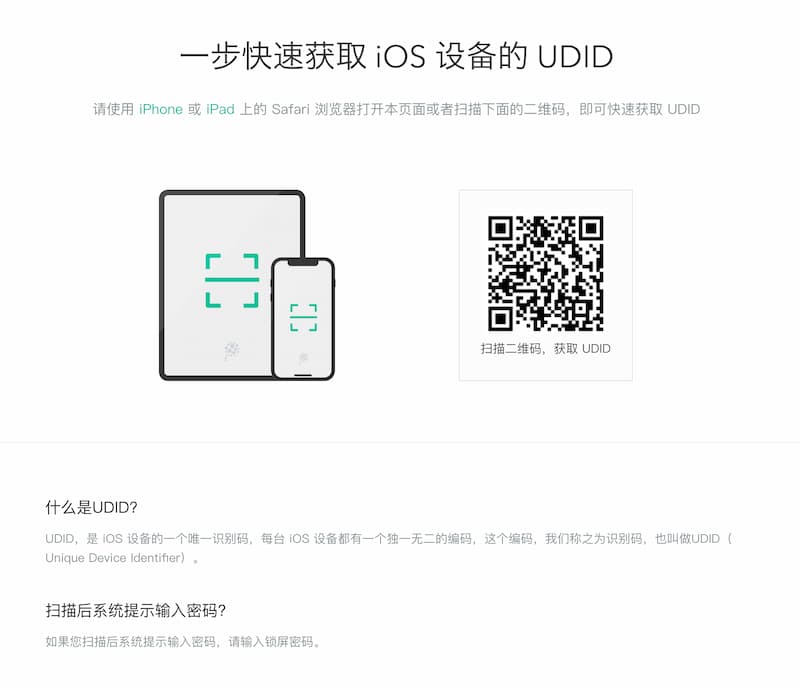 一步快速获取 iOS 设备的 UDID
请使用 iPhone 或 iPad 上的 Safari 浏览器打开本页面或者扫描下面的二维码，即可快速获取 UDID
扫描二维码，获取 UDID
什么是UDID?
UDID，是 iOS 设备的一个唯一识别码，每台 iOS 设备都有一个独一无二的编码，这个编码，我们称之为识别码，也叫做UDID（
Unique Device Identifier）。
扫描后系统提示输入密码?
如果您扫描后系统提示输入密码，请输入锁屏密码。